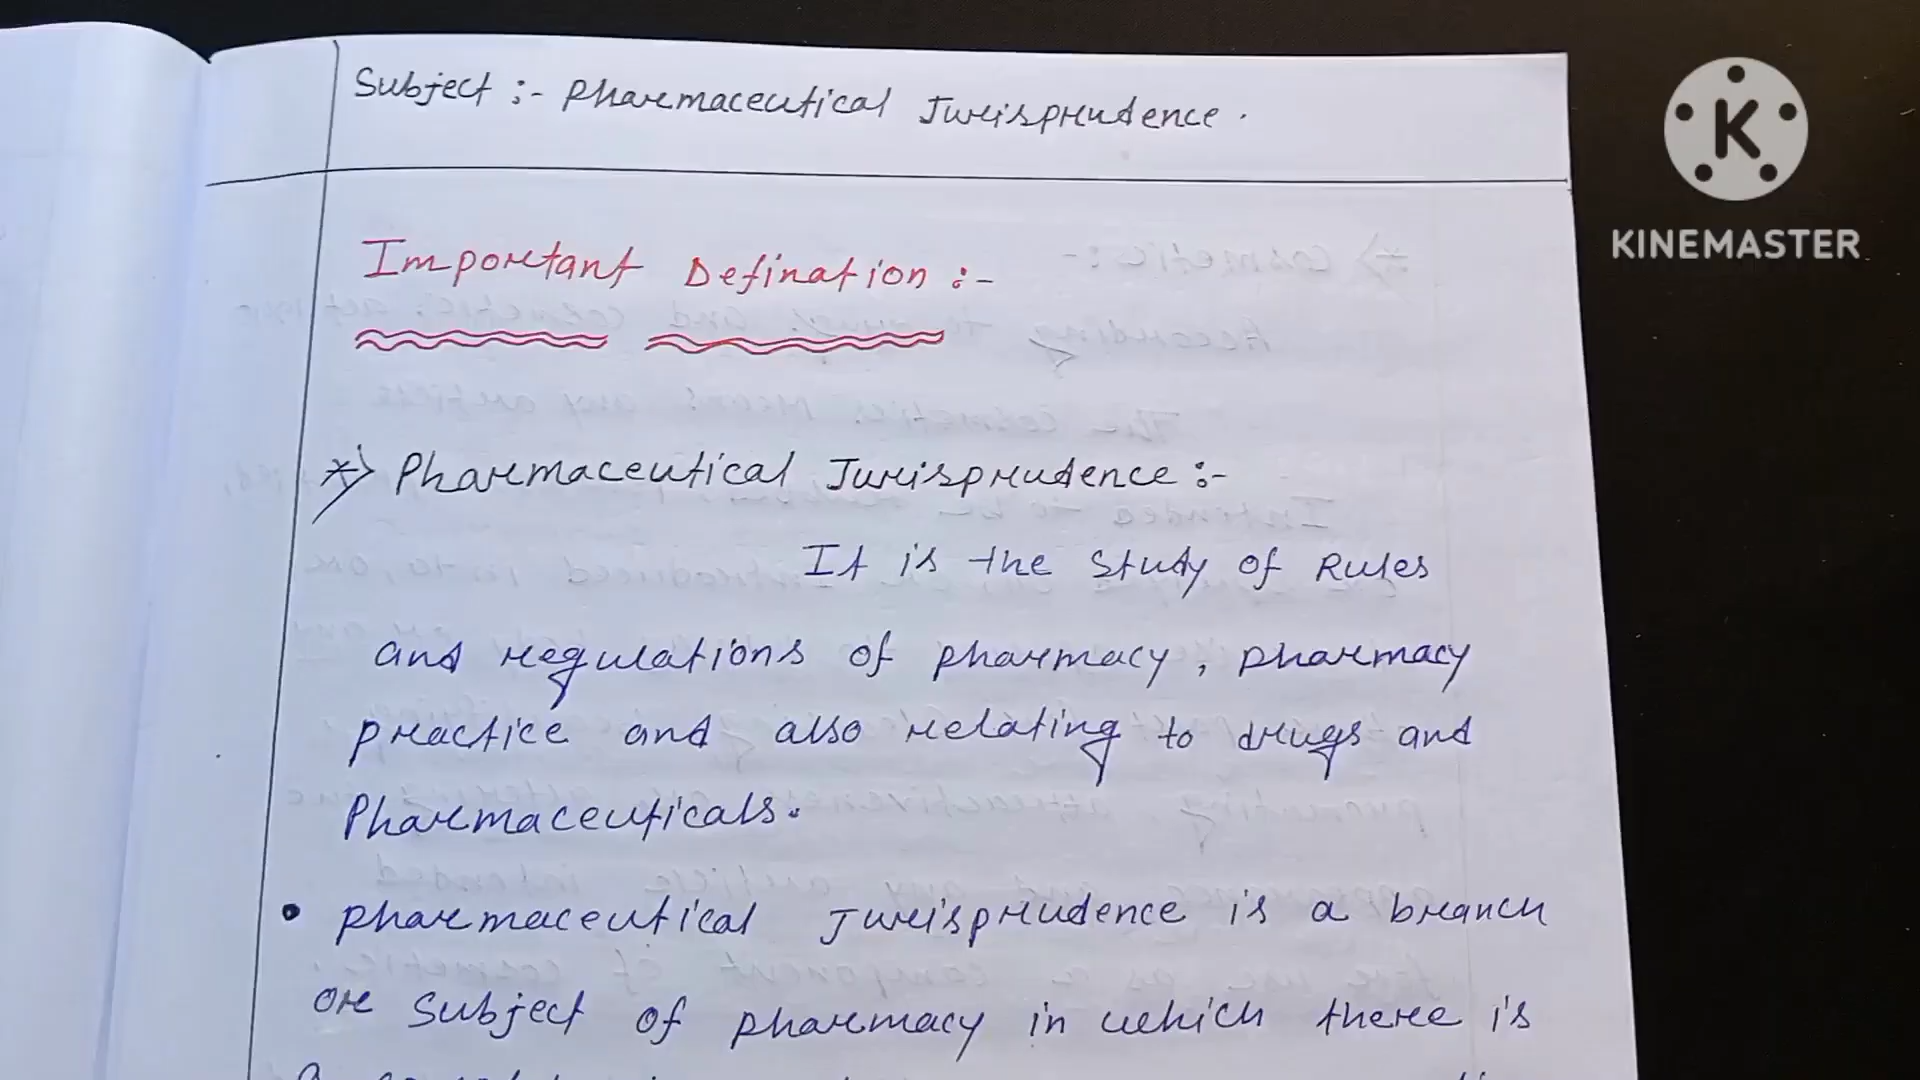 Subject :- Pharmaceutical Jurisprudence.
KINEMASTER
Important Defination :-
*> Pharmaceutical Jurisprudence :-
It is the study of Rules
and regulations of pharmacy, pharmacy
practice and also relating to drugs and
Pharmaceuticals.
• Pharmaceutical Jurisprudence is a branch
or subject of pharmacy in which there is